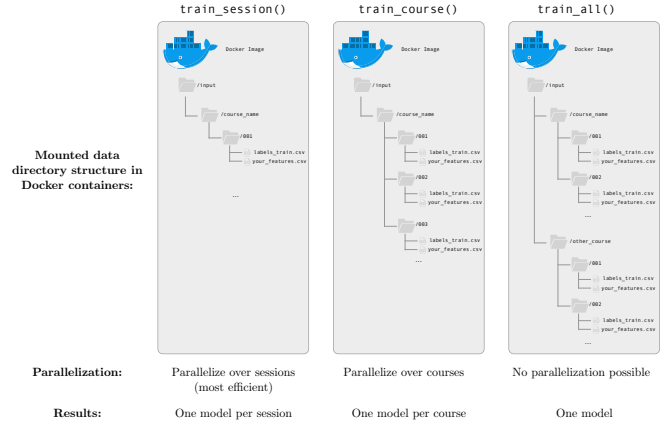 train_session() train_course() train_all()
Docker Image Docker Image Docker Image
/input /input /input
/course_name /course_name /course_name
/001 /001 /001
labels_train.csv labels_train.csv labels_train.csv
your_features.csv your_features.csv your_features.csv
... /002 /002
labels_train.csv labels_train.csv
your_features.csv your_features.csv
/003 ...
labels_train.csv /other_course
your_features.csv /001
... labels_train.csv
your_features.csv
/002
labels_train.csv
your_features.csv
...
Mounted data
directory structure in
Docker containers:
Parallelization: Parallelize over sessions Parallelize over courses No parallelization possible
(most efficient)
Results: One model per session One model per course One model